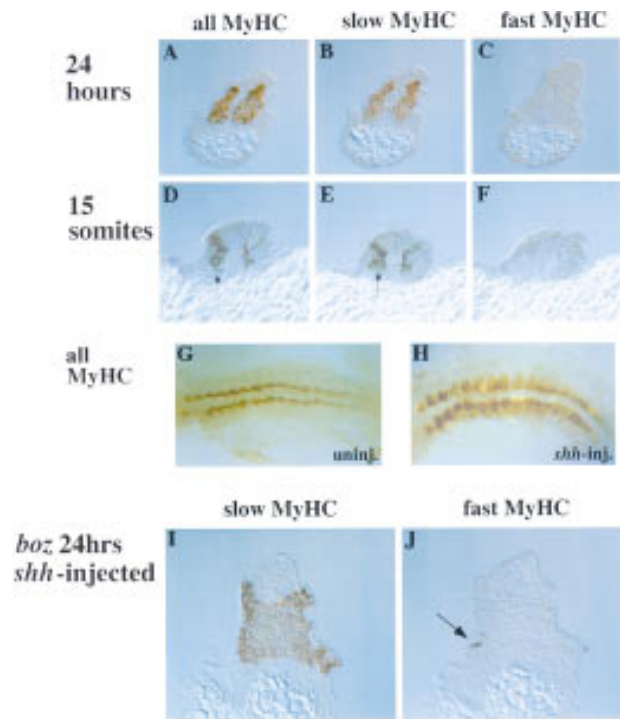 all MyHC slow MyHC fast MyHC
24 hours
A B C
15 somites
D E F
all MyHC
G uninj.
H shh-inj.
slow MyHC fast MyHC
boz 24hrs
shh-injected
I J